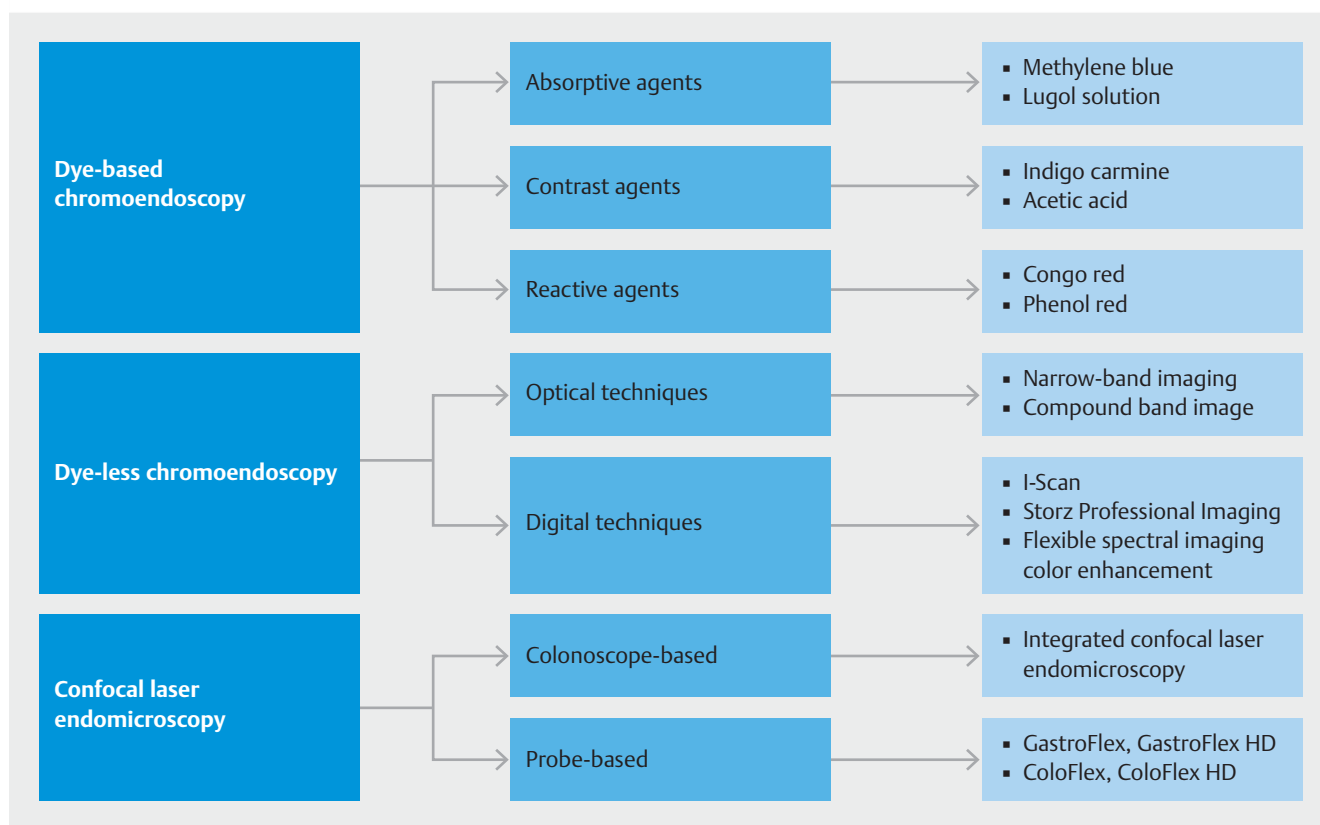 Dye-based
chromoendoscopy
Absorptive agents
▪ Methylene blue
▪ Lugol solution
Contrast agents
▪ Indigo carmine
▪ Acetic acid
Reactive agents
▪ Congo red
▪ Phenol red
Dye-less chromoendoscopy
Optical techniques
▪ Narrow-band imaging
▪ Compound band image
Digital techniques
▪ I-Scan
▪ Storz Professional Imaging
▪ Flexible spectral imaging
color enhancement
Confocal laser
endomicroscopy
Colonoscope-based
▪ Integrated confocal laser
endomicroscopy
Probe-based
▪ GastroFlex, GastroFlex HD
▪ ColoFlex, ColoFlex HD